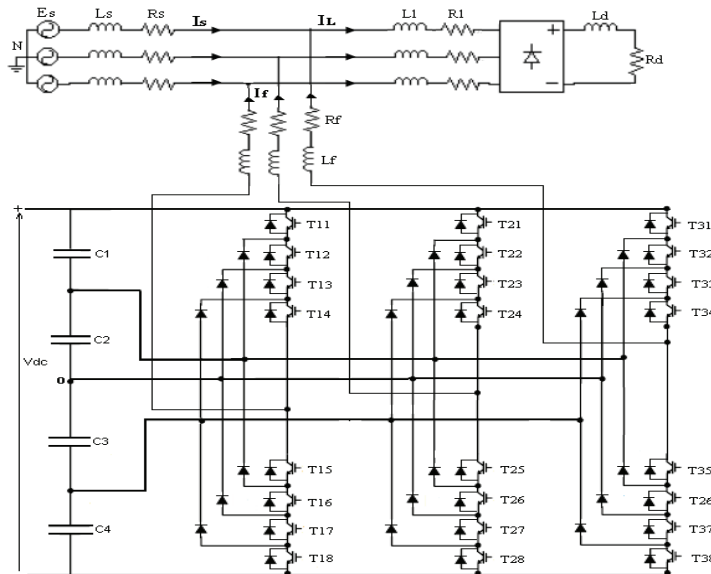 Es Ls Rs Is IL L1 R1 Ld
N + Rd
If −
Rf
Lf
+
T11 T21 T31
C1 T12 T22 T32
T13 T23
T14 T24 T34
C2
Vdc
0
C3
T15 T25 T35
T16 T26 T26
C4 T17 T27 T37
T18 T28 T38